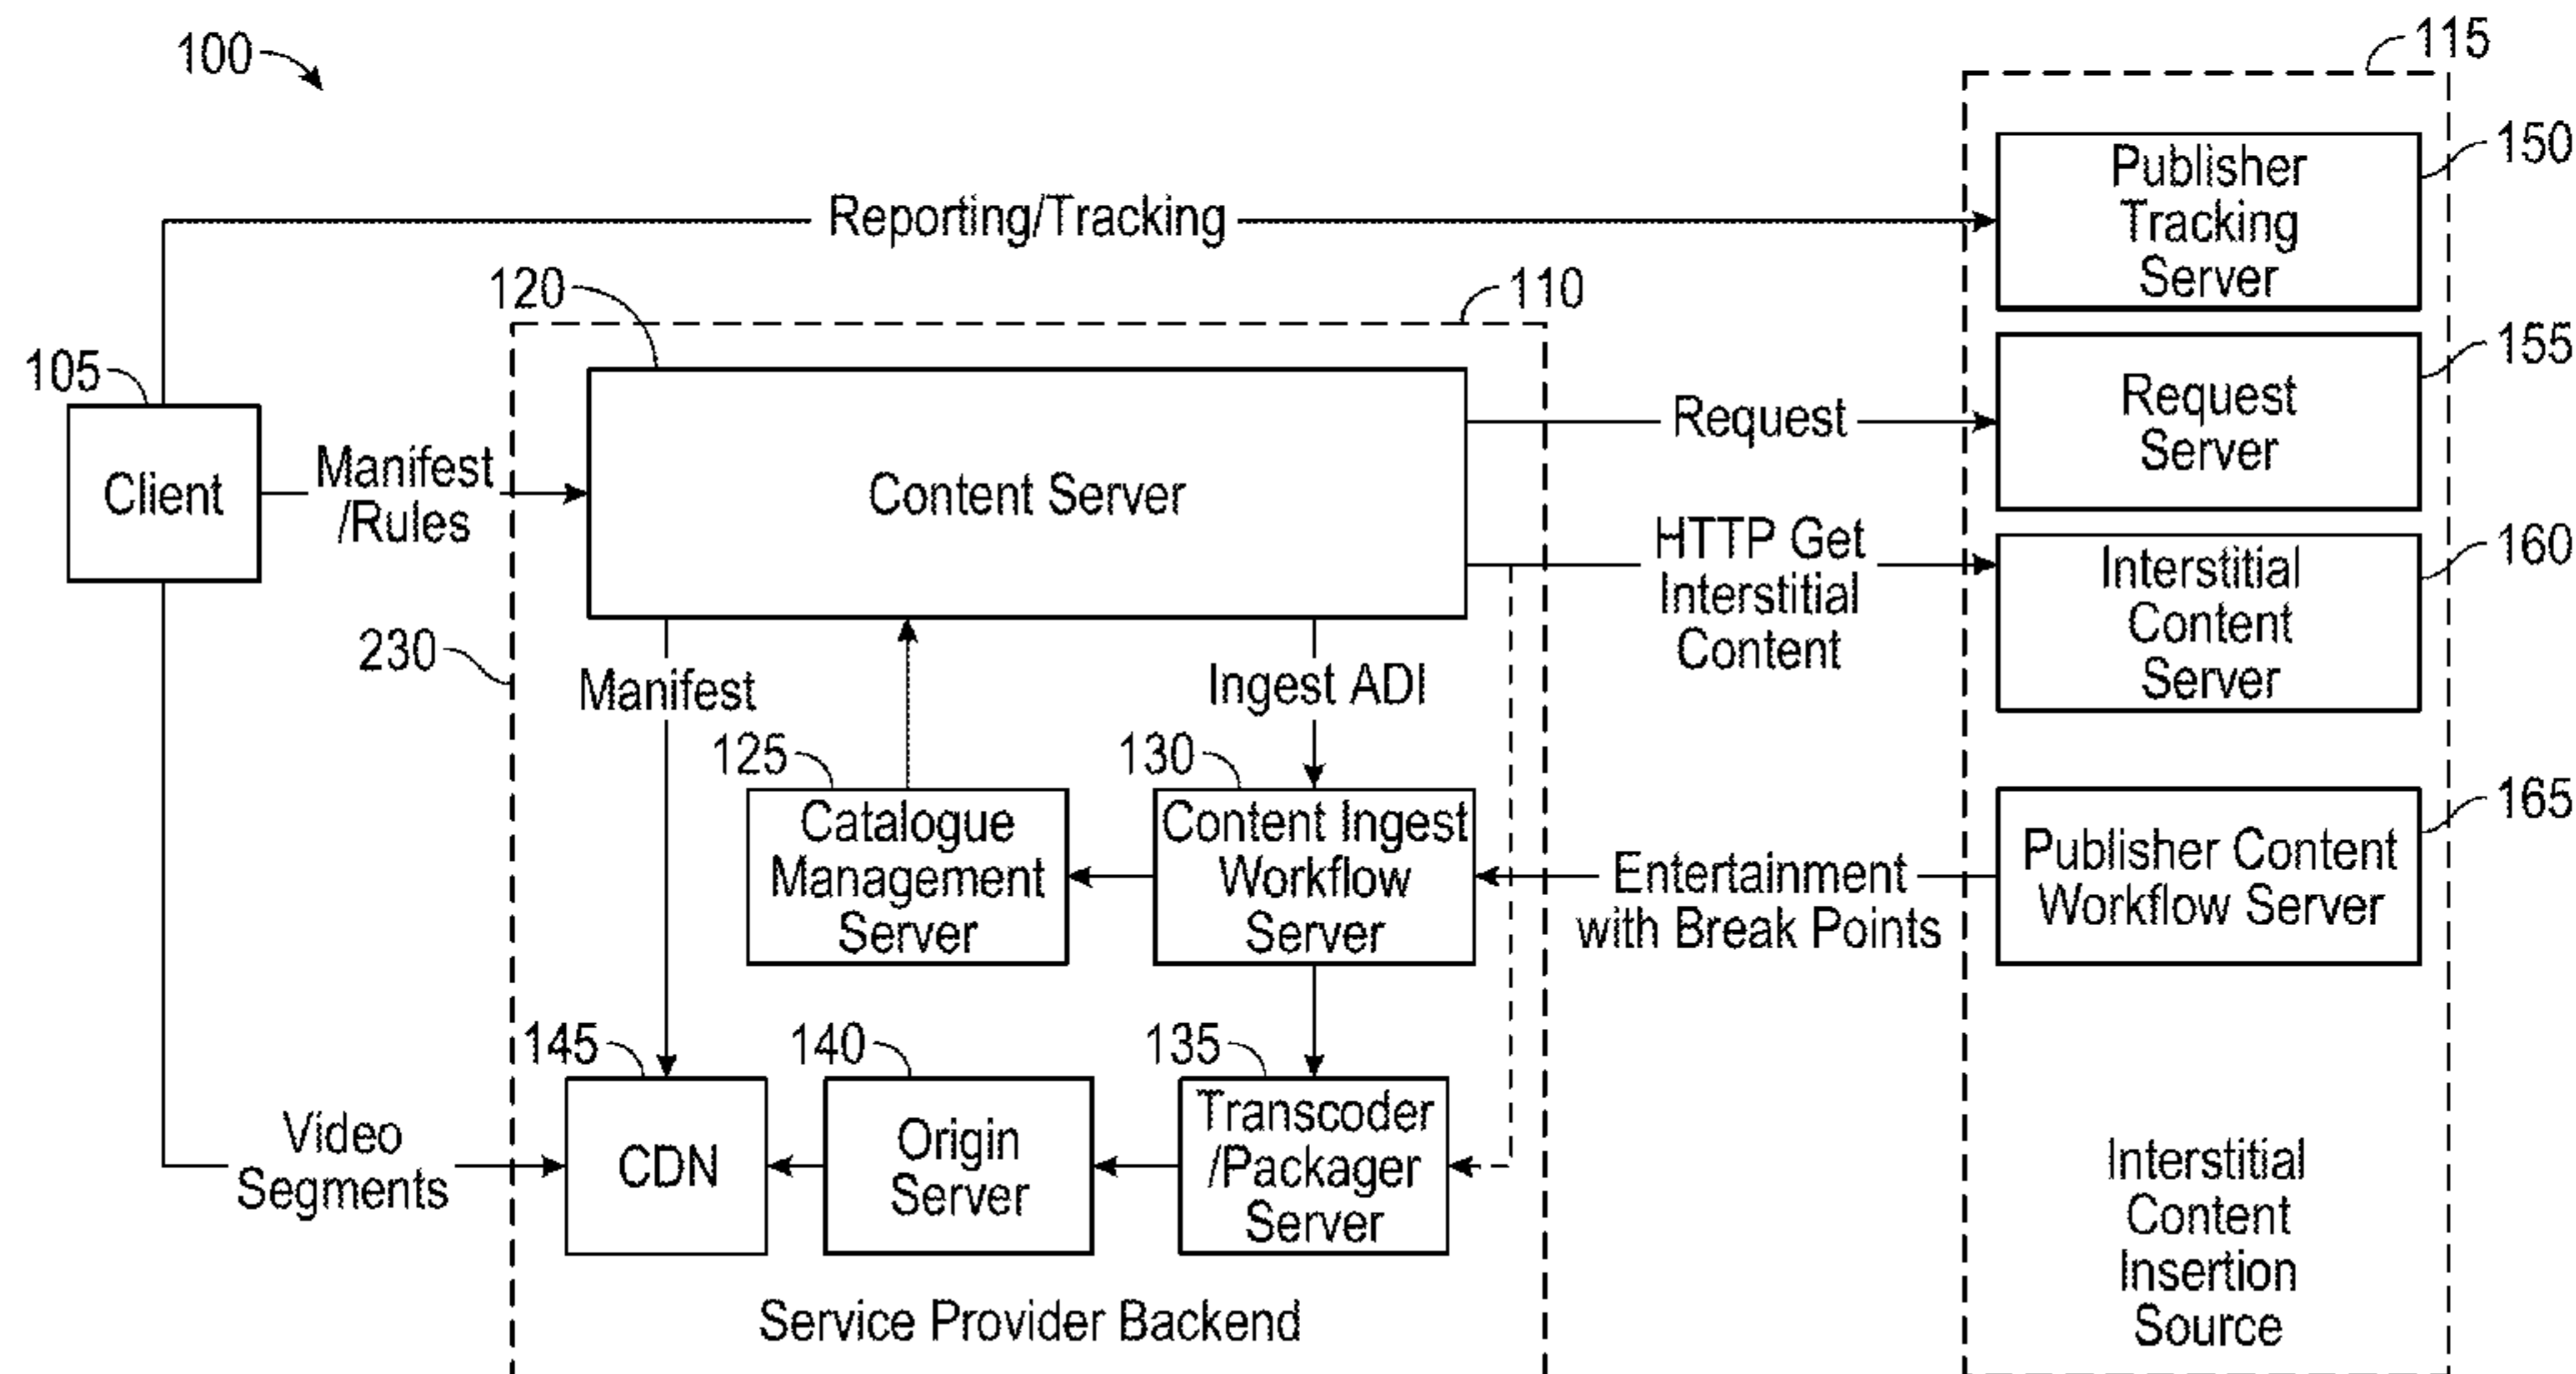 100
115
150
Publisher
Tracking
Server
Reporting/Tracking
120
110
155
105
Request
Server
Request
Client
Manifest
/Rules
Content Server
HTTP Get
Interstitial
Content
160
Interstitial
Content
Server
230
Manifest
Ingest ADI
125
130
165
Catalogue
Management
Server
Content Ingest
Workflow
Server
Entertainment
with Break Points
Publisher Content
Workflow Server
145
140
135
Video
Segments
CDN
Origin
Server
Transcoder
/Packager
Server
Interstitial
Content
Insertion
Source
Service Provider Backend